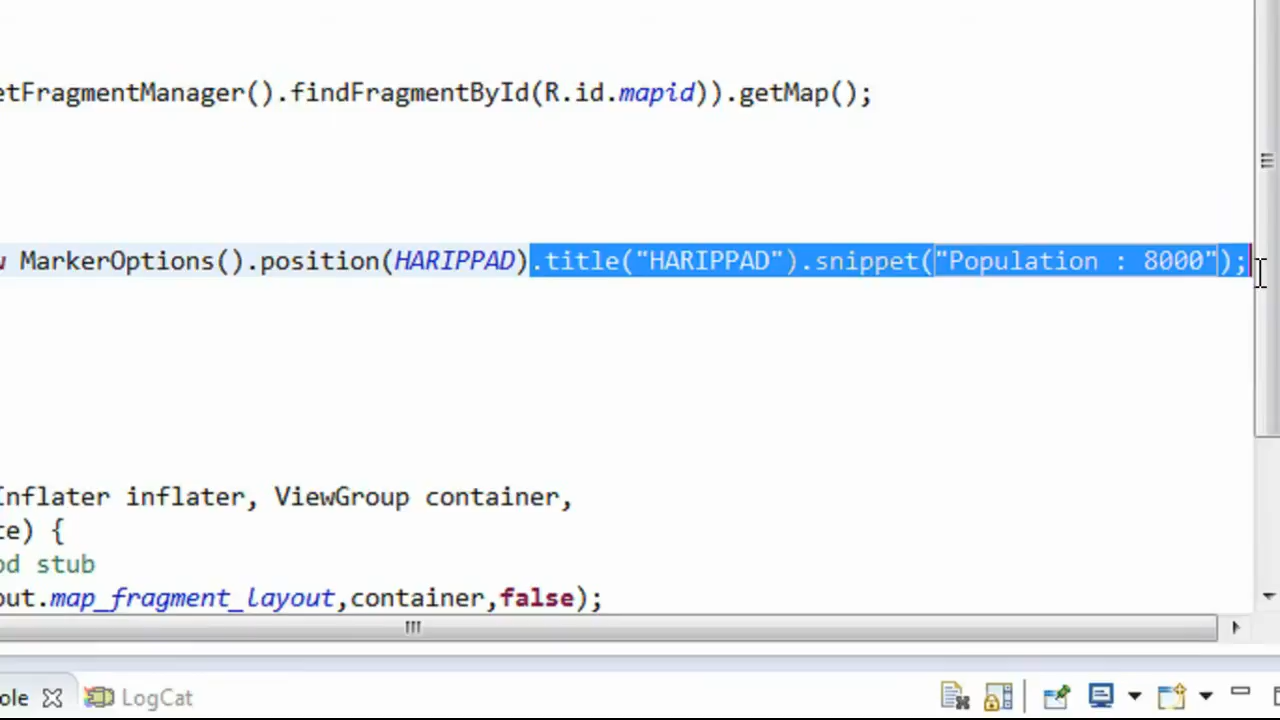 etFragmentManager().findFragmentById(R.id.mapid)).getMap();
w MarkerOptions().position(HARIPPAD).title("HARIPPAD").snippet("Population : 8000");
Inflater inflater, ViewGroup container,
te) {
od stub
out.map_fragment_layout,container,false);
ole LogCat